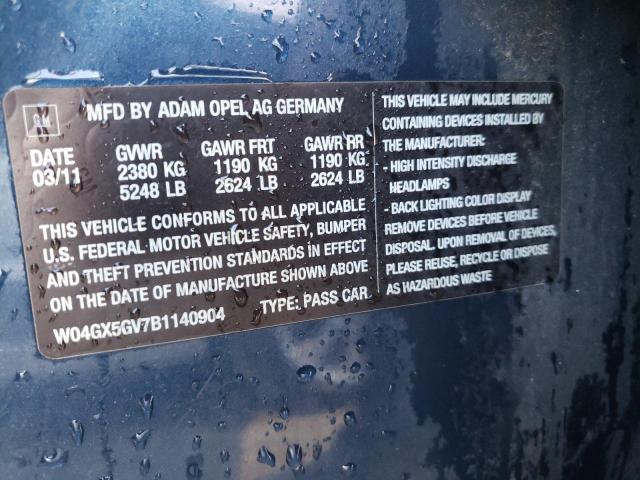 GM
MFD BY ADAM OPEL AG GERMANY
DATE GVWR GAWR FRT GAWR RR
03/11 2380 KG 1190 KG 1190 KG
5248 LB 2624 LB 2624 LB
THIS VEHICLE CONFORMS TO ALL APPLICABLE
U.S. FEDERAL MOTOR VEHICLE SAFETY, BUMPER
AND THEFT PREVENTION STANDARDS IN EFFECT
ON THE DATE OF MANUFACTURE SHOWN ABOVE
W04GX5GV7B1140904 TYPE: PASS CAR
THIS VEHICLE MAY INCLUDE MERCURY
CONTAINING DEVICES INSTALLED BY
THE MANUFACTURER:
- HIGH INTENSITY DISCHARGE
HEADLAMPS
- BACK LIGHTING COLOR DISPLAY
REMOVE DEVICES BEFORE VEHICLE
DISPOSAL. UPON REMOVAL OF DEVICES,
PLEASE REUSE, RECYCLE OR DISPOSE
AS HAZARDOUS WASTE